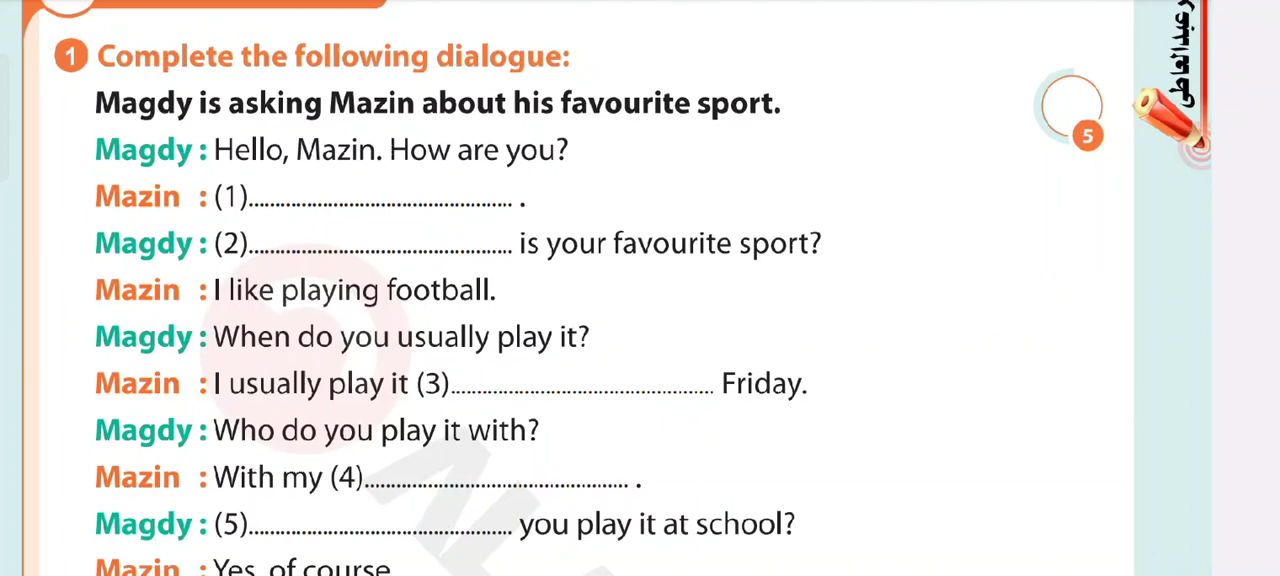 1 Complete the following dialogue:
Magdy is asking Mazin about his favourite sport.
5
Magdy : Hello, Mazin. How are you?
Mazin : (1)................................................ .
Magdy : (2)................................................ is your favourite sport?
Mazin : I like playing football.
Magdy : When do you usually play it?
Mazin : I usually play it (3)................................................ Friday.
Magdy : Who do you play it with?
Mazin : With my (4)................................................ .
Magdy : (5)................................................ you play it at school?
Mazin : Yes, of course
عبدالعاطى